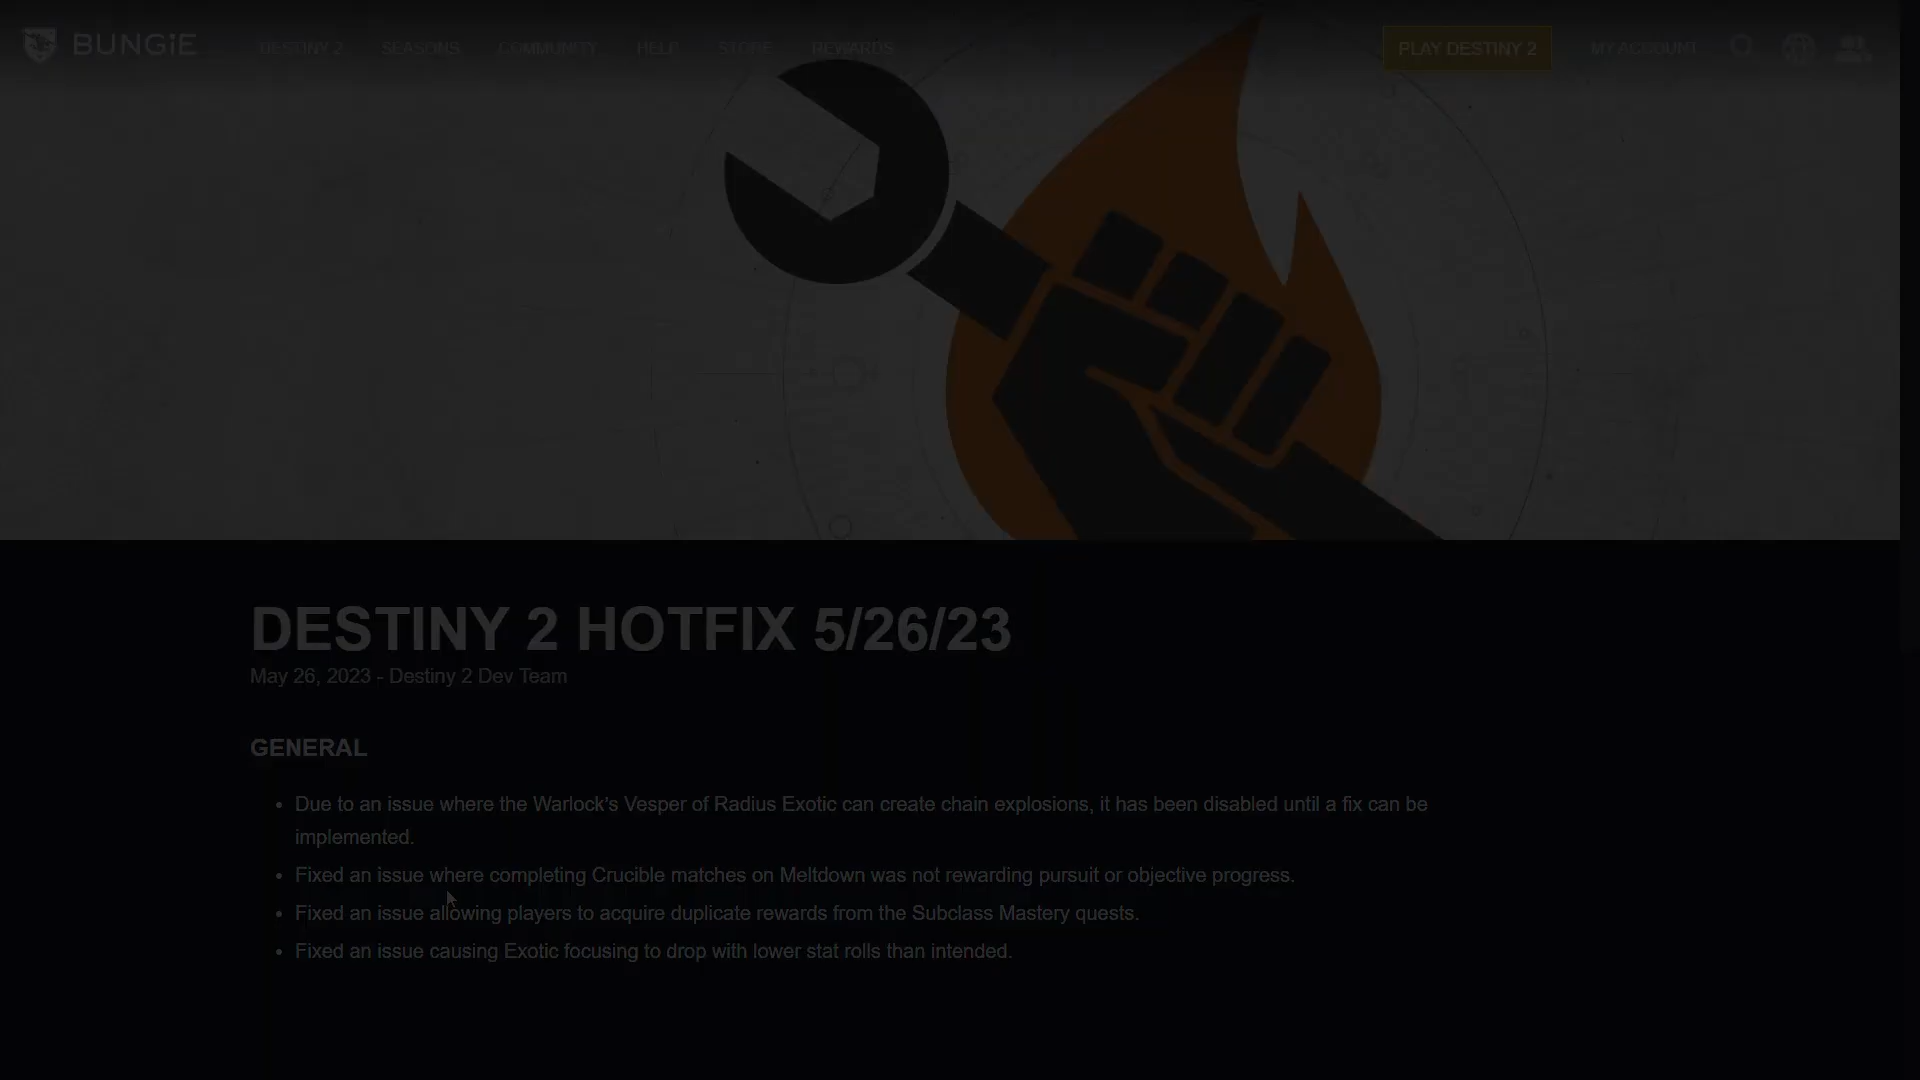 BUNGiE
DESTINY 2 SEASONS COMMUNITY HELP STORE REWARDS PLAY DESTINY 2 MY ACCOUNT
DESTINY 2 HOTFIX 5/26/23
May 26, 2023 - Destiny 2 Dev Team
GENERAL
• Due to an issue where the Warlock's Vesper of Radius Exotic can create chain explosions, it has been disabled until a fix can be
implemented.
• Fixed an issue where completing Crucible matches on Meltdown was not rewarding pursuit or objective progress.
• Fixed an issue allowing players to acquire duplicate rewards from the Subclass Mastery quests.
• Fixed an issue causing Exotic focusing to drop with lower stat rolls than intended.